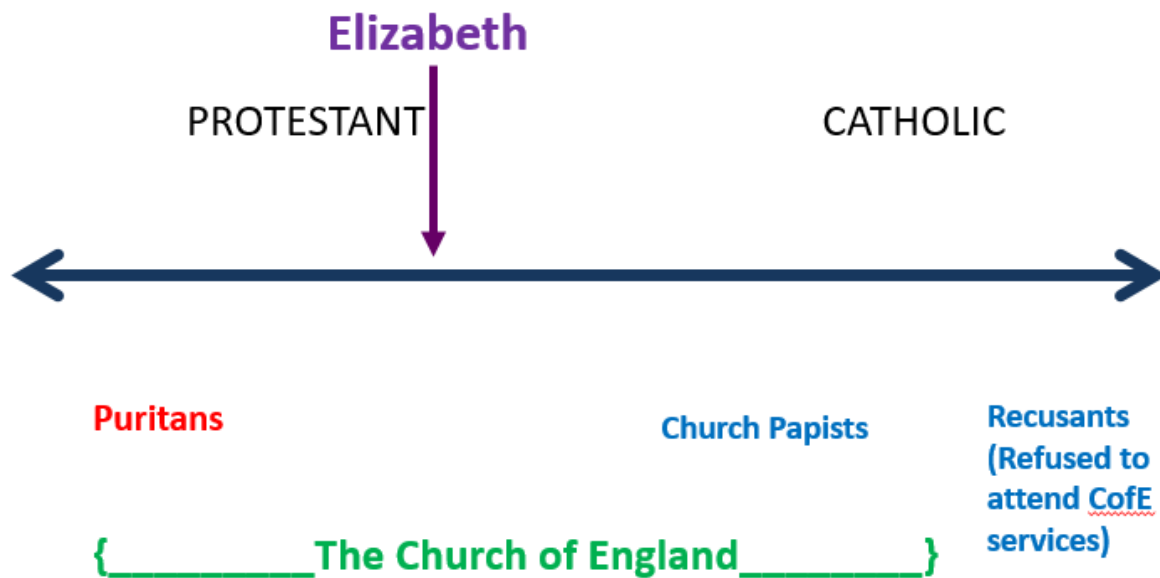 Elizabeth
PROTESTANT
CATHOLIC
Puritans
Church Papists
Recusants
(Refused to
attend CofE
services)
{_________The Church of England________}